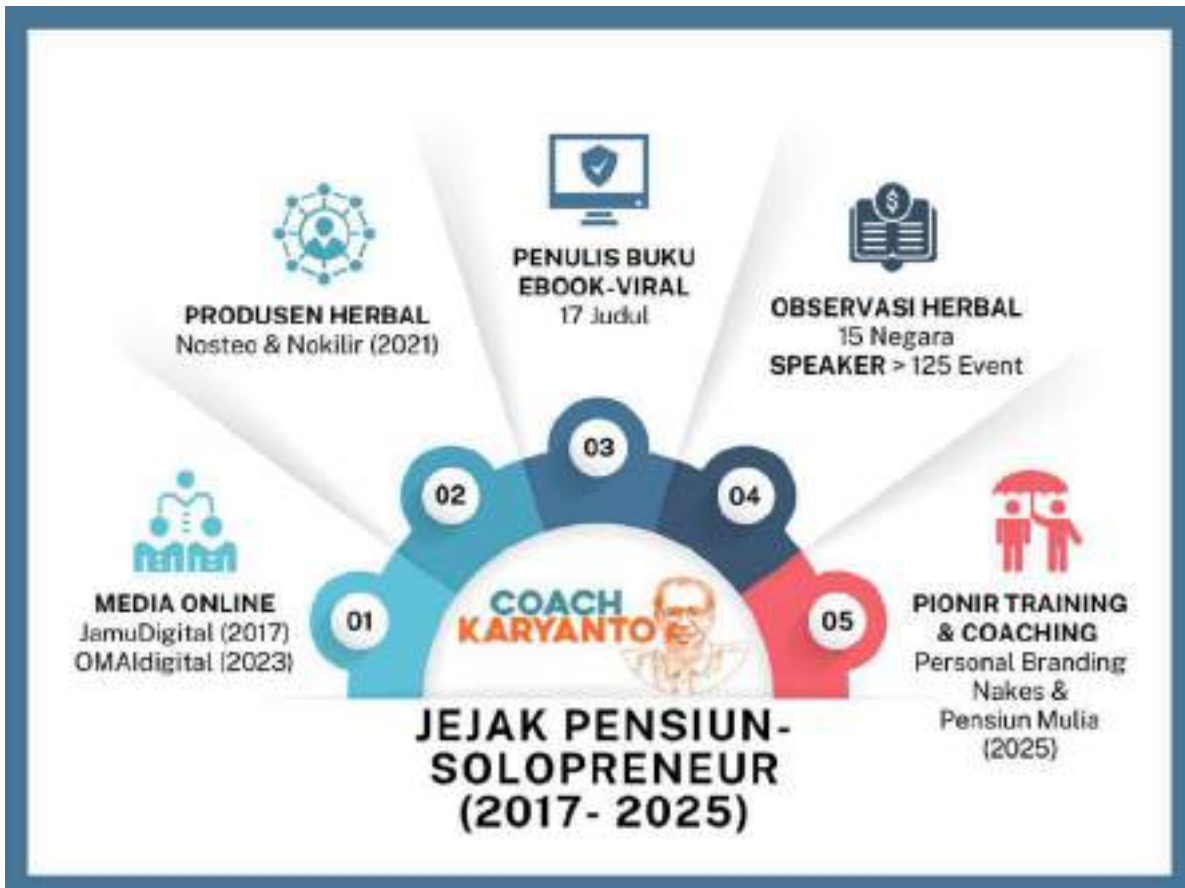 PENULIS BUKU
EBOOK-VIRAL
17 Judul
PRODUSEN HERBAL
Nosteo & Nokilir (2021)
OBSERVASI HERBAL
15 Negara
SPEAKER > 125 Event
MEDIA ONLINE
JamuDigital (2017)
OMAIdigital (2023)
PIONIR TRAINING
& COACHING
Personal Branding
Nakes &
Pensiun Mulia
(2025)
01
02
03
04
05
COACH
KARYANTO
JEJAK PENSIUN-
SOLOPRENEUR
(2017- 2025)